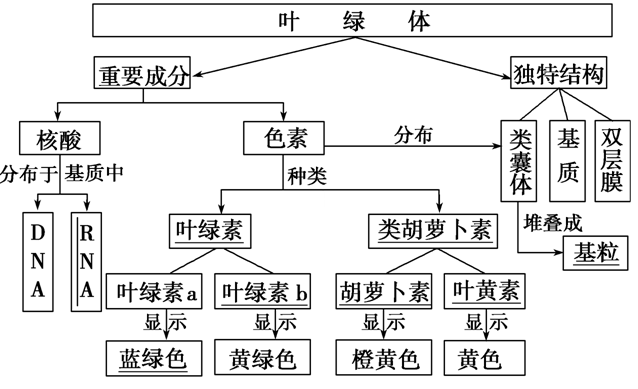 叶绿体
重要成分
独特结构
核酸
色素
分布
类囊体
基质
双层膜
分布于
基质中
种类
堆叠成
DNA
RNA
叶绿素
类胡萝卜素
基粒
叶绿素a
叶绿素b
胡萝卜素
叶黄素
显示
显示
显示
显示
蓝绿色
黄绿色
橙黄色
黄色